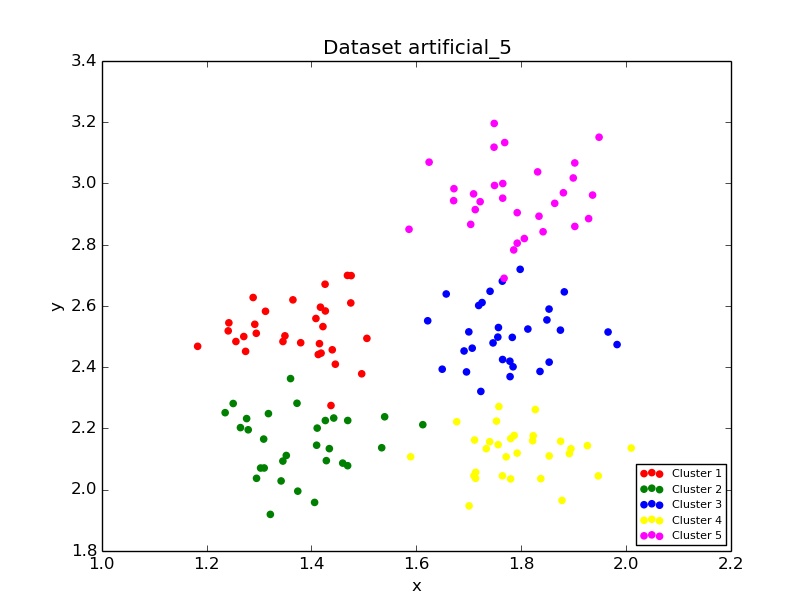 Dataset artificial_5
3.4
3.2
3.0
2.8
2.6
2.4
2.2
2.0
1.8
y
1.0 1.2 1.4 1.6 1.8 2.0 2.2
x
Cluster 1
Cluster 2
Cluster 3
Cluster 4
Cluster 5